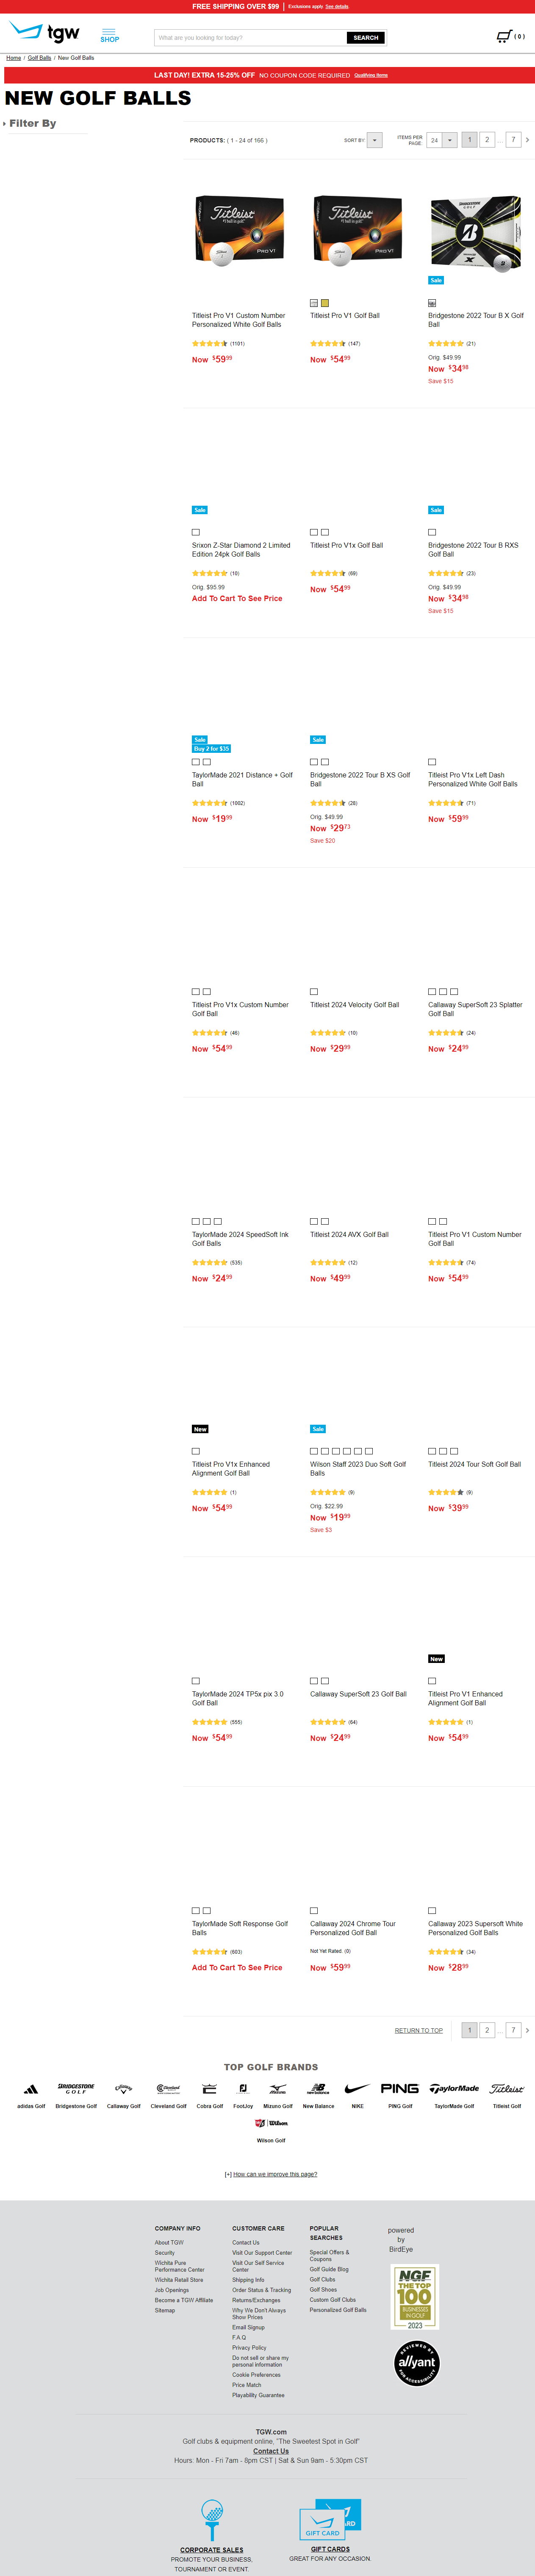 FREE SHIPPING OVER $99 | Exclusions apply. See details.
tgw
SHOP
What are you looking for today?
SEARCH
( 0 )
Home / Golf Balls / New Golf Balls
LAST DAY! EXTRA 15-25% OFF NO COUPON CODE REQUIRED Qualifying Items
NEW GOLF BALLS
Filter By
PRODUCTS: ( 1 - 24 of 166 )
SORT BY:
ITEMS PER PAGE:
24
1 2 ... 7 >
Titleist PRO V1
Titleist PRO V1
BRIDGESTONE GOLF
Sale
Titleist Pro V1 Custom Number Personalized White Golf Balls
(1101)
Now $59.99
Titleist Pro V1 Golf Ball
(147)
Now $54.99
Bridgestone 2022 Tour B X Golf Ball
(21)
Orig. $49.99
Now $34.98
Save $15
Sale
Srixon Z-Star Diamond 2 Limited Edition 24pk Golf Balls
(10)
Orig. $95.99
Add To Cart To See Price
Titleist Pro V1x Golf Ball
(69)
Now $54.99
Sale
Bridgestone 2022 Tour B RXS Golf Ball
(23)
Orig. $49.99
Now $34.98
Save $15
Sale
Buy 2 for $35
TaylorMade 2021 Distance + Golf Ball
(1002)
Now $19.99
Sale
Bridgestone 2022 Tour B XS Golf Ball
(28)
Orig. $49.99
Now $29.73
Save $20
Titleist Pro V1x Left Dash Personalized White Golf Balls
(71)
Now $59.99
Titleist Pro V1x Custom Number Golf Ball
(46)
Now $54.99
Titleist 2024 Velocity Golf Ball
(10)
Now $29.99
Callaway SuperSoft 23 Splatter Golf Ball
(24)
Now $24.99
TaylorMade 2024 SpeedSoft Ink Golf Balls
(535)
Now $24.99
Titleist 2024 AVX Golf Ball
(12)
Now $49.99
Titleist Pro V1 Custom Number Golf Ball
(74)
Now $54.99
New
Titleist Pro V1x Enhanced Alignment Golf Ball
(1)
Now $54.99
Sale
Wilson Staff 2023 Duo Soft Golf Balls
(9)
Orig. $22.99
Now $19.99
Save $3
Titleist 2024 Tour Soft Golf Ball
(9)
Now $39.99
TaylorMade 2024 TP5x pix 3.0 Golf Ball
(555)
Now $54.99
Callaway SuperSoft 23 Golf Ball
(64)
Now $24.99
New
Titleist Pro V1 Enhanced Alignment Golf Ball
(1)
Now $54.99
TaylorMade Soft Response Golf Balls
(603)
Add To Cart To See Price
Callaway 2024 Chrome Tour Personalized Golf Ball
Not Yet Rated. (0)
Now $59.99
Callaway 2023 Supersoft White Personalized Golf Balls
(34)
Now $28.99
RETURN TO TOP
1 2 ... 7 >
TOP GOLF BRANDS
adidas Golf
Bridgestone Golf
Callaway Golf
Cleveland Golf
Cobra Golf
FootJoy
Mizuno Golf
New Balance
NIKE
PING Golf
TaylorMade Golf
Titleist Golf
Wilson Golf
[+] How can we improve this page?
COMPANY INFO
About TGW
Security
Wichita Pure Performance Center
Wichita Retail Store
Job Openings
Become a TGW Affiliate
Sitemap
CUSTOMER CARE
Contact Us
Visit Our Support Center
Visit Our Self Service Center
Shipping Info
Order Status & Tracking
Returns/Exchanges
Why We Don't Always Show Prices
Email Signup
F.A.Q.
Privacy Policy
Do not sell or share my personal information
Cookie Preferences
Price Match
Playability Guarantee
POPULAR SEARCHES
Special Offers & Coupons
Golf Guide Blog
Golf Clubs
Golf Shoes
Custom Golf Clubs
Personalized Golf Balls
powered
by
BirdEye
NGF
THE TOP
100
BUSINESSES IN GOLF
2023
REVIEWED BY
allyant
FOR ACCESSIBILITY
TGW.com
Golf clubs & equipment online, "The Sweetest Spot in Golf"
Contact Us
Hours: Mon - Fri 7am - 8pm CST | Sat & Sun 9am - 5:30pm CST
CORPORATE SALES
PROMOTE YOUR BUSINESS, TOURNAMENT OR EVENT.
GIFT CARD
GIFT CARDS
GREAT FOR ANY OCCASION.